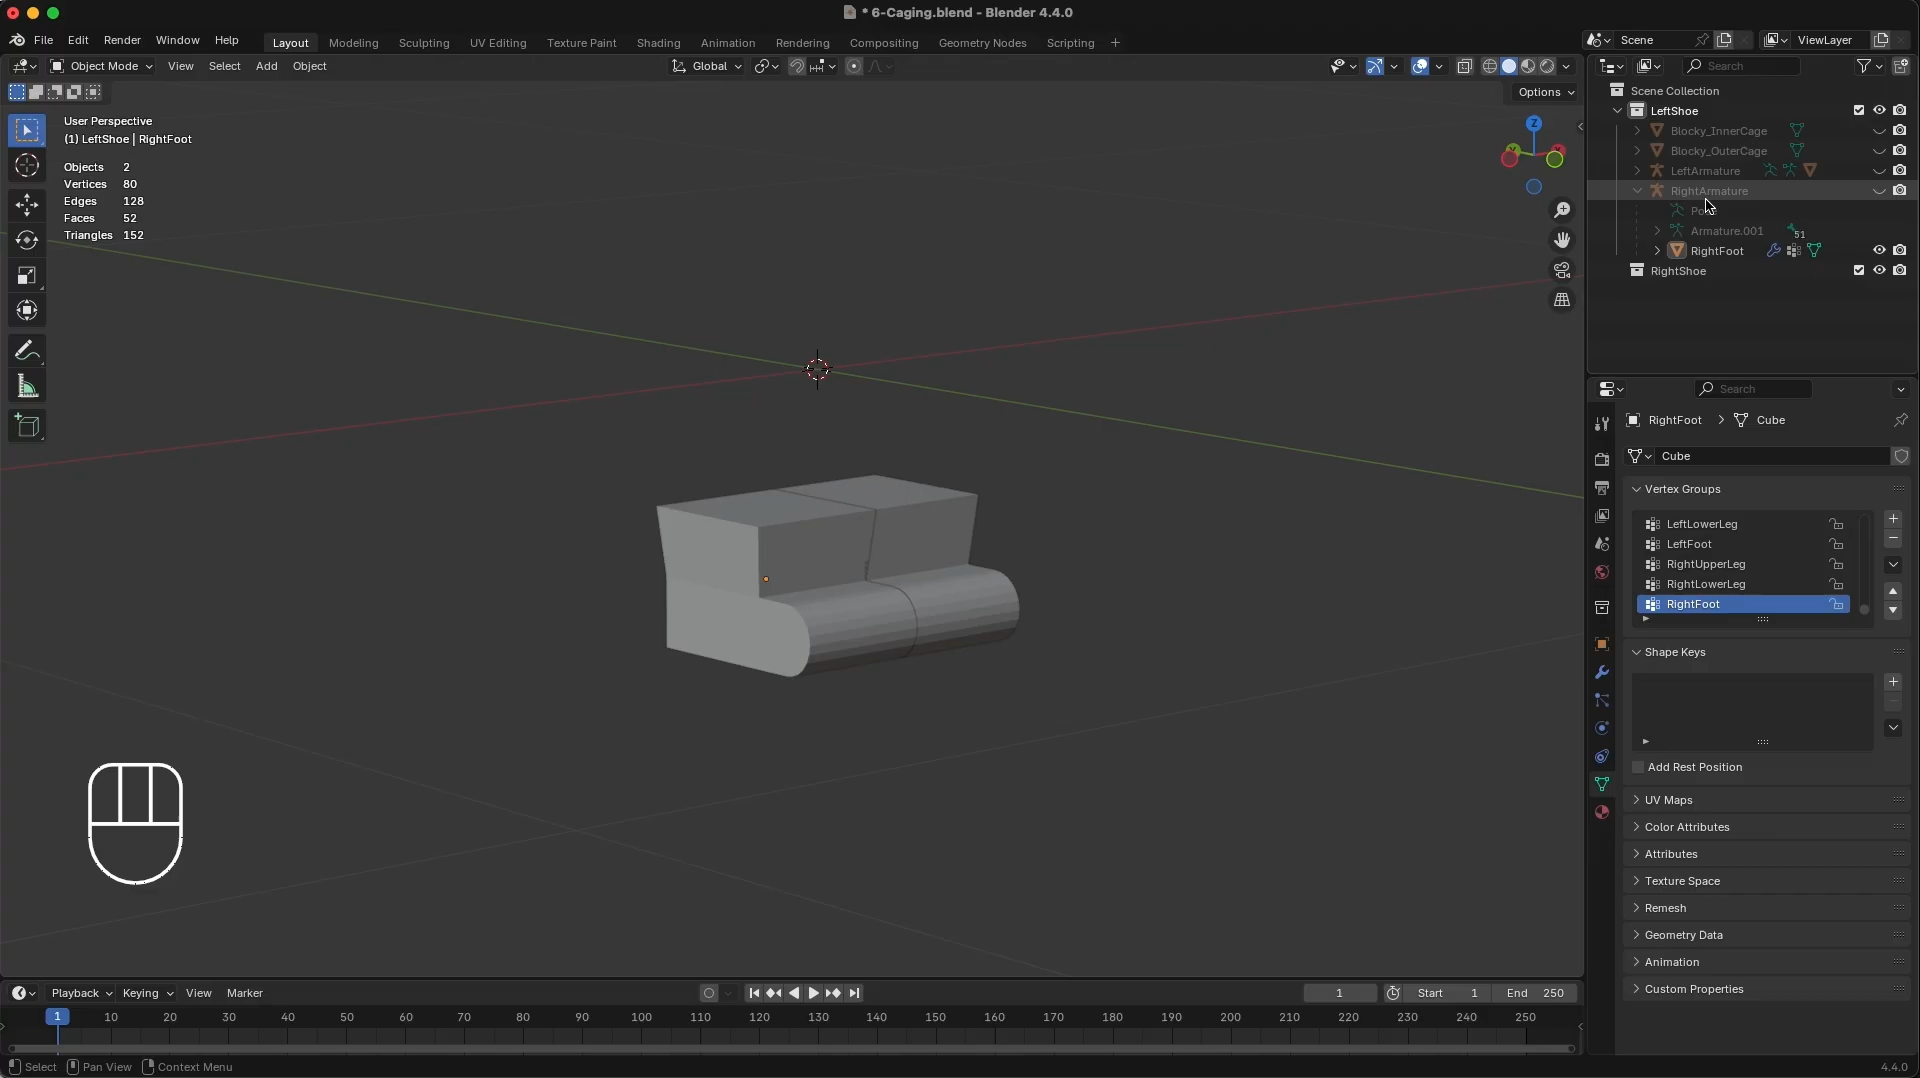 * 6-Caging.blend - Blender 4.4.0
File Edit Render Window Help
Layout Modeling Sculpting UV Editing Texture Paint Shading Animation Rendering Compositing Geometry Nodes Scripting +
Scene
ViewLayer
Object Mode View Select Add Object
Global
Search
Options
User Perspective
(1) LeftShoe | RightFoot
Objects 2
Vertices 80
Edges 128
Faces 52
Triangles 152
Z
Scene Collection
LeftShoe
Blocky_InnerCage
Blocky_OuterCage
LeftArmature
RightArmature
Armature.001
51
RightFoot
RightShoe
Search
RightFoot > Cube
Cube
Vertex Groups
LeftLowerLeg
LeftFoot
RightUpperLeg
RightLowerLeg
RightFoot
Shape Keys
Add Rest Position
UV Maps
Color Attributes
Attributes
Texture Space
Remesh
Geometry Data
Animation
Custom Properties
Playback Keying View Marker
1
Start 1
End 250
1 10 20 30 40 50 60 70 80 90 100 110 120 130 140 150 160 170 180 190 200 210 220 230 240 250
Select Pan View Context Menu
4.4.0